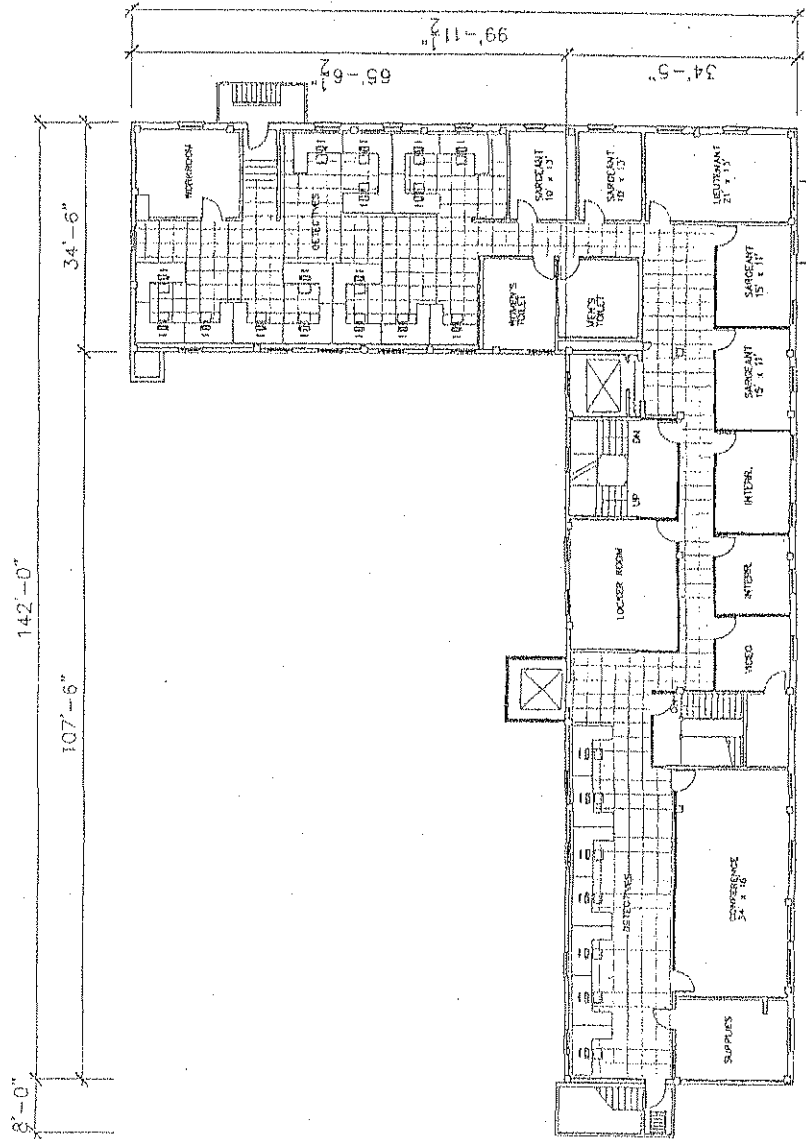 8'-0"
142'-0"
107'-6"
34'-6"
99'-11 1/2"
65'-6 1/2"
34'-5"
WORKROOM
DETECTIVES
SARGEANT
10' x 13'
SARGEANT
10' x 13'
LIEUTENANT
21' x 13'
WOMEN'S
TOILET
MEN'S
TOILET
SARGEANT
15' x 11'
SARGEANT
15' x 11'
DN
UP
INTERR.
INTERR.
LOCKER ROOM
VIDEO
DN
DETECTIVES
CONFERENCE
34' x 16'
SUPPLIES